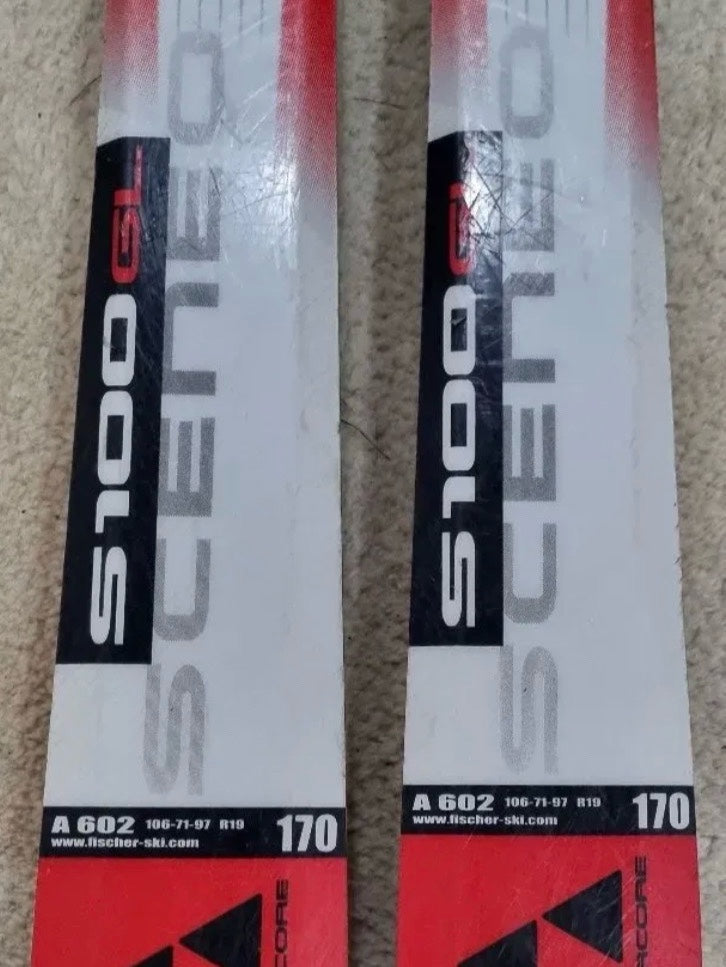 S100 GL
SCENEO
A 602 106-71-97 R19 170
www.fischer-ski.com
S100 GL
SCENEO
A 602 106-71-97 R19 170
www.fischer-ski.com